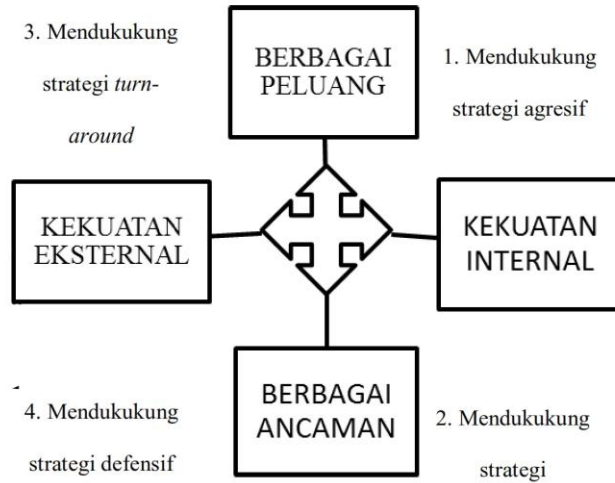 3. Mendukukung
strategi turn-
around
BERBAGAI
PELUANG
1. Mendukukung
strategi agresif
KEKUATAN
EKSTERNAL
KEKUATAN
INTERNAL
4. Mendukukung
strategi defensif
BERBAGAI
ANCAMAN
2. Mendukukung
strategi